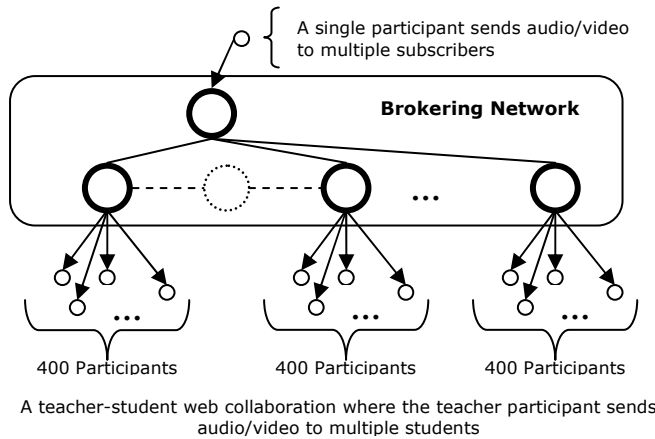 A single participant sends audio/video
to multiple subscribers
Brokering Network
...
... ... ...
400 Participants 400 Participants 400 Participants
A teacher-student web collaboration where the teacher participant sends
audio/video to multiple students